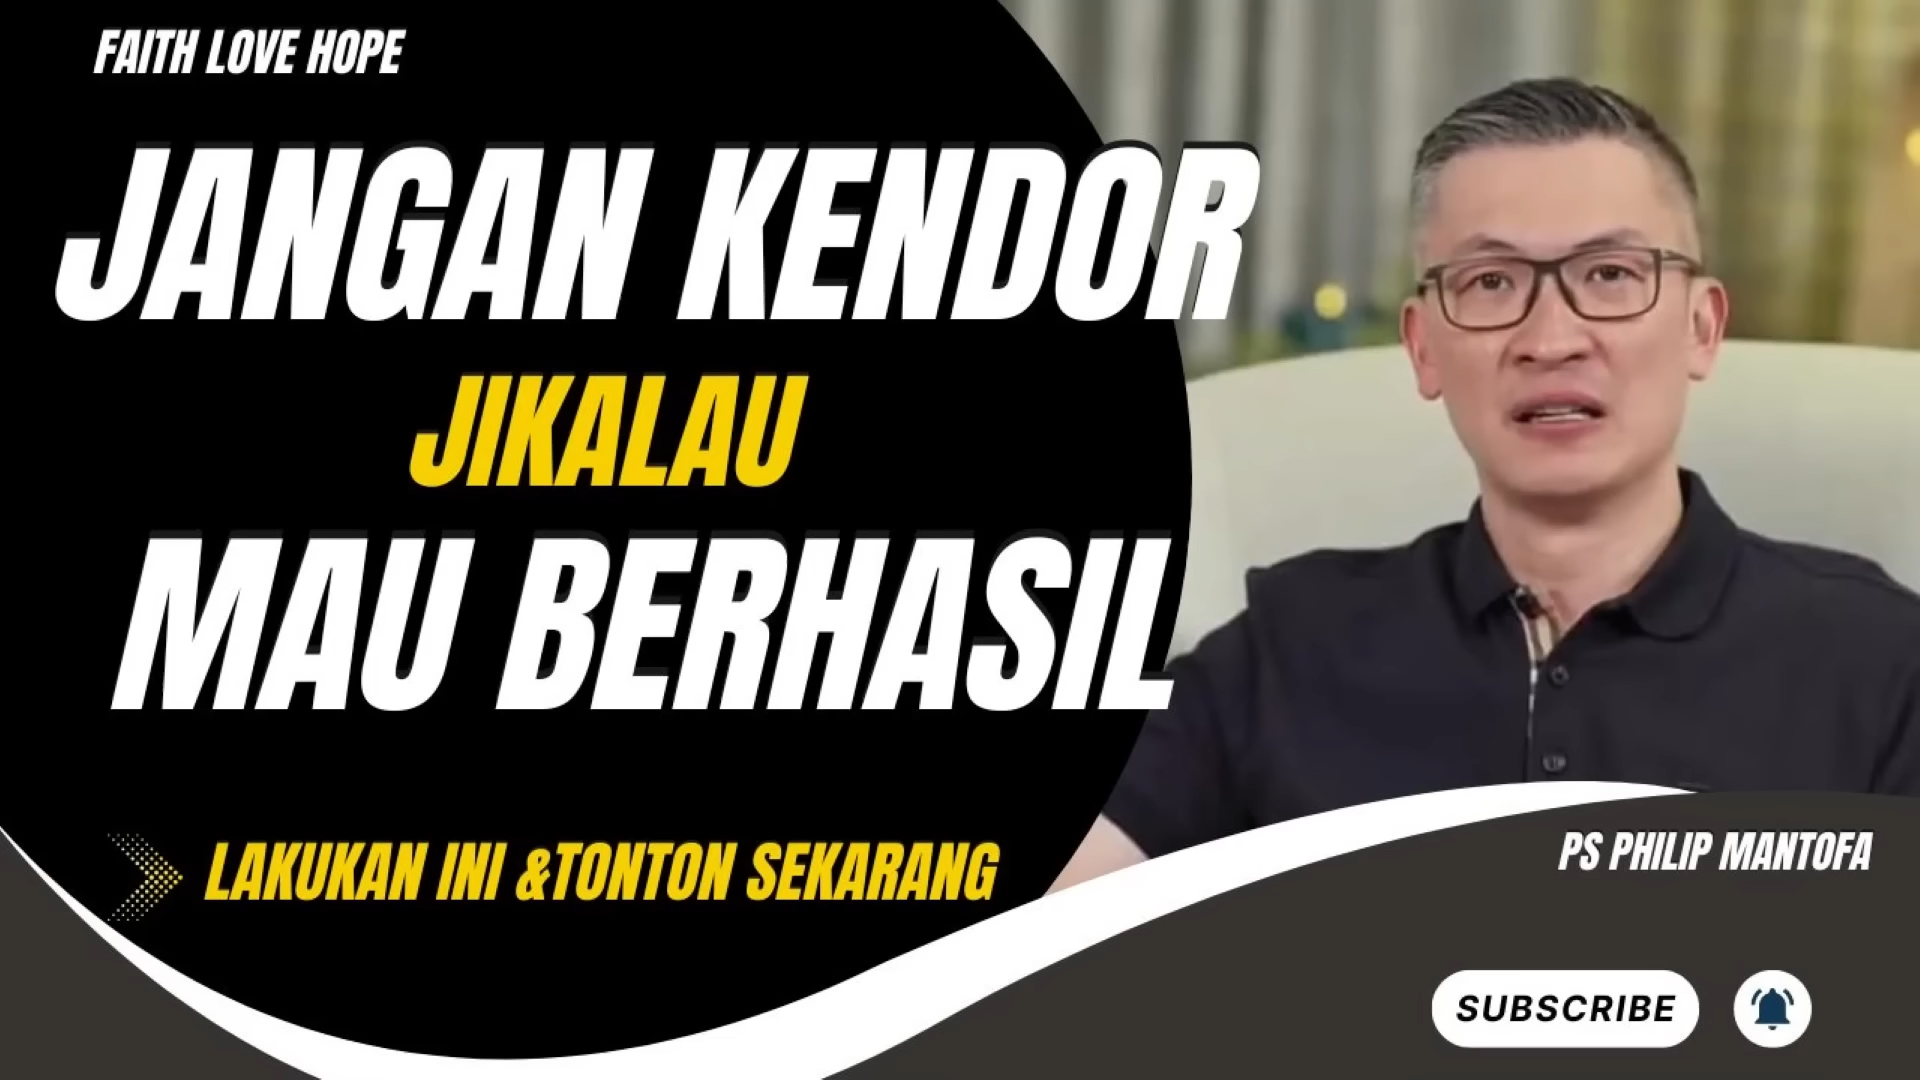 FAITH LOVE HOPE
JANGAN KENDOR
JIKALAU
MAU BERHASIL
LAKUKAN INI &TONTON SEKARANG
PS PHILIP MANTOFA
SUBSCRIBE